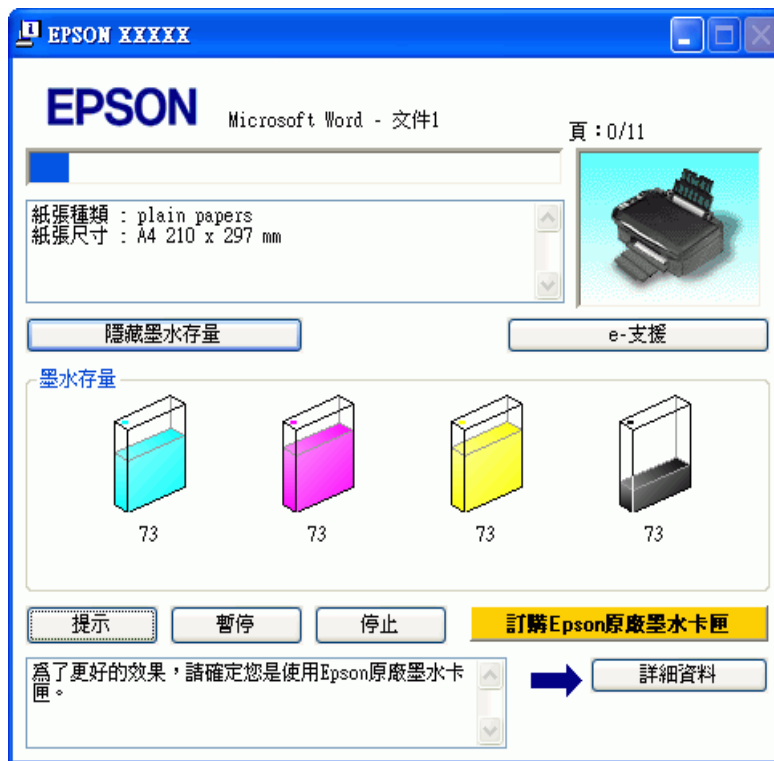 EPSON XXXXX
EPSON
Microsoft Word - 文件1
頁：0/11
紙張種類 : plain papers
紙張尺寸 : A4 210 x 297 mm
隱藏墨水存量
e-支援
墨水存量
73
73
73
73
提示
暫停
停止
訂購Epson原廠墨水卡匣
為了更好的效果，請確定您是使用Epson原廠墨水卡
匣。
詳細資料